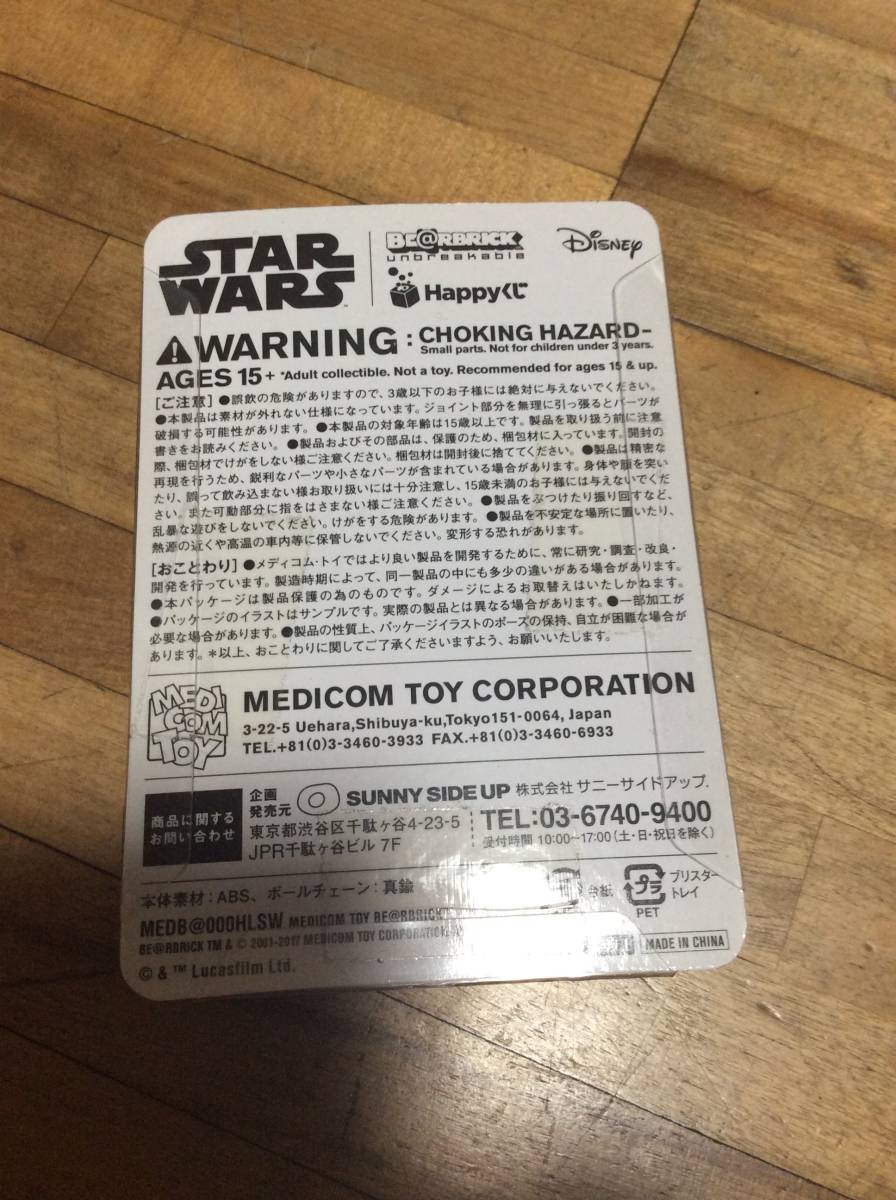 STAR WARS™
BE@RBRICK
unbreakable
Happyくじ
Disney
WARNING : CHOKING HAZARD–
Small parts. Not for children under 3 years.
AGES 15+ *Adult collectible. Not a toy. Recommended for ages 15 & up.
[ご注意] ●誤飲の危険がありますので、3歳以下のお子様には絶対に与えないでください。
●本製品は素材が外れない仕様になっています。ジョイント部分を無理に引っ張るとパーツが
破損する可能性があります。●本製品の対象年齢は15歳以上です。製品を取り扱う前に注意
書きをお読みください。●製品およびその部品は、保護のため、梱包材に入っています。開封の
際、梱包材でけがをしない様ご注意ください。梱包材は開封後に捨ててください。●製品は精密な
再現を行うため、鋭利なパーツや小さなパーツが含まれている場合があります。身体や顔を突い
たり、誤って飲み込まない様お取り扱いには十分注意し、15歳未満のお子様には与えないでくだ
さい。また可動部分に指をはさまない様ご注意ください。●製品をぶつけたり振り回すなど、
乱暴な遊びをしないでください。けがをする危険があります。●製品を不安定な場所に置いたり、
熱源の近くや高温の車内等に保管しないでください。変形する恐れがあります。
[おことわり] ●メディコム・トイではより良い製品を開発するために、常に研究・調査・改良・
開発を行っています。製造時期によって、同一製品の中にも多少の違いがある場合があります。
●本パッケージは製品保護の為のものです。ダメージによるお取替えはいたしかねます。
●パッケージのイラストはサンプルです。実際の製品とは異なる場合があります。●一部加工が
必要な場合があります。●製品の性質上、パッケージイラストのポーズの保持、自立が困難な場合が
あります。*以上、おことわりに関してご了承くださいますよう、お願いいたします。
MEDI COM TOY
MEDICOM TOY CORPORATION
3-22-5 Uehara,Shibuya-ku,Tokyo151-0064, Japan
TEL.+81(0)3-3460-3933 FAX.+81(0)3-3460-6933
商品に関する
お問い合わせ
企画
発売元
SUNNY SIDE UP 株式会社 サニーサイドアップ.
東京都渋谷区千駄ヶ谷4-23-5
JPR千駄ヶ谷ビル 7F
TEL:03-6740-9400
受付時間 10:00~17:00(土・日・祝日を除く)
本体素材:ABS、ボールチェーン:真鍮
台紙
プラ
PET
ブリスター
トレイ
MEDB@000HLSW MEDICOM TOY BE@RBRICK
BE@RBRICK TM & © 2001-2017 MEDICOM TOY CORPORATION.
MADE IN CHINA
© & ™ Lucasfilm Ltd.